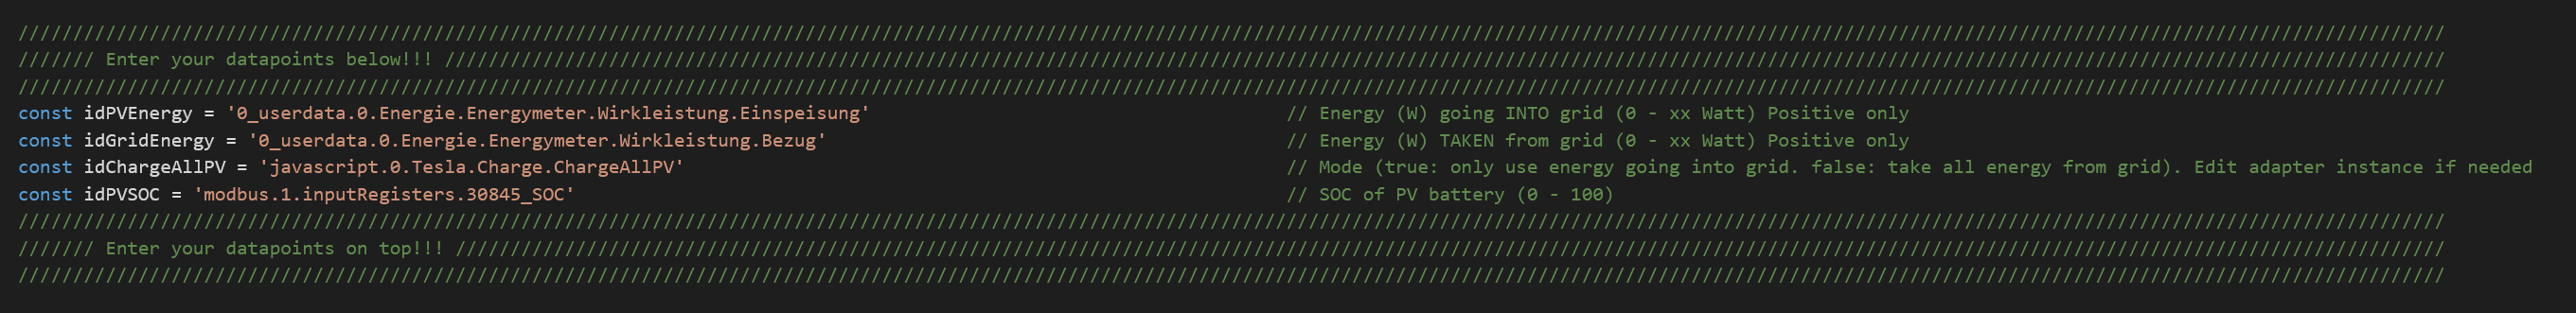 ////////////////////////////////////////////////////////////////////////////////////////////////////////////////////////////////////////////////////////////////////////////////////////////////////////////////////////////////
/////// Enter your datapoints below!!! ///////////////////////////////////////////////////////////////////////////////////////////////////////////////////////////////////////////////////////////////////////////////////////
////////////////////////////////////////////////////////////////////////////////////////////////////////////////////////////////////////////////////////////////////////////////////////////////////////////////////////////////
const idPVEnergy = '0_userdata.0.Energie.Energymeter.Wirkleistung.Einspeisung' // Energy (W) going INTO grid (0 - xx Watt) Positive only
const idGridEnergy = '0_userdata.0.Energie.Energymeter.Wirkleistung.Bezug' // Energy (W) TAKEN from grid (0 - xx Watt) Positive only
const idChargeAllPV = 'javascript.0.Tesla.Charge.ChargeAllPV' // Mode (true: only use energy going into grid. false: take all energy from grid). Edit adapter instance if needed
const idPVSOC = 'modbus.1.inputRegisters.30845_SOC' // SOC of PV battery (0 - 100)
////////////////////////////////////////////////////////////////////////////////////////////////////////////////////////////////////////////////////////////////////////////////////////////////////////////////////////////////
/////// Enter your datapoints on top!!! //////////////////////////////////////////////////////////////////////////////////////////////////////////////////////////////////////////////////////////////////////////////////////
////////////////////////////////////////////////////////////////////////////////////////////////////////////////////////////////////////////////////////////////////////////////////////////////////////////////////////////////